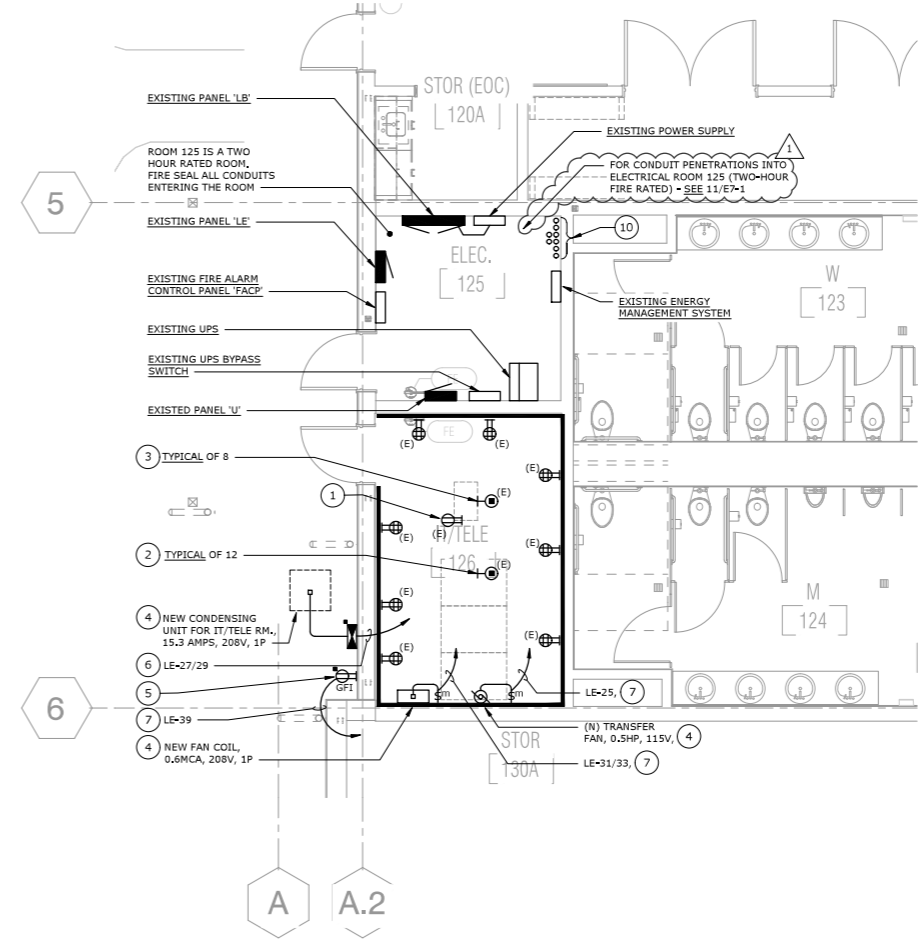 STOR (EOC)
120A
EXISTING PANEL 'LB'
EXISTING POWER SUPPLY
1
FOR CONDUIT PENETRATIONS INTO
ELECTRICAL ROOM 125 (TWO-HOUR
FIRE RATED) - SEE 11/E7-1
ROOM 125 IS A TWO
HOUR RATED ROOM.
FIRE SEAL ALL CONDUITS
ENTERING THE ROOM
5
EXISTING PANEL 'LE'
10
ELEC.
125
W
123
EXISTING FIRE ALARM
CONTROL PANEL 'FACP'
EXISTING ENERGY
MANAGEMENT SYSTEM
EXISTING UPS
EXISTING UPS BYPASS
SWITCH
EXISTED PANEL 'U'
FE
(E)
(E)
3 TYPICAL OF 8
(E)
(E)
1
(E)
(E)
IT/TELE
126
(E)
2 TYPICAL OF 12
(E)
(E)
M
124
4 NEW CONDENSING
UNIT FOR IT/TELE RM.,
15.3 AMPS, 208V, 1P
(E)
(E)
6 LE-27/29
5
GFI
LE-25, 7
6
7 LE-39
Sm
Sm
4 NEW FAN COIL,
0.6MCA, 208V, 1P
(N) TRANSFER
FAN, 0.5HP, 115V, 4
STOR
130A
LE-31/33, 7
A
A.2